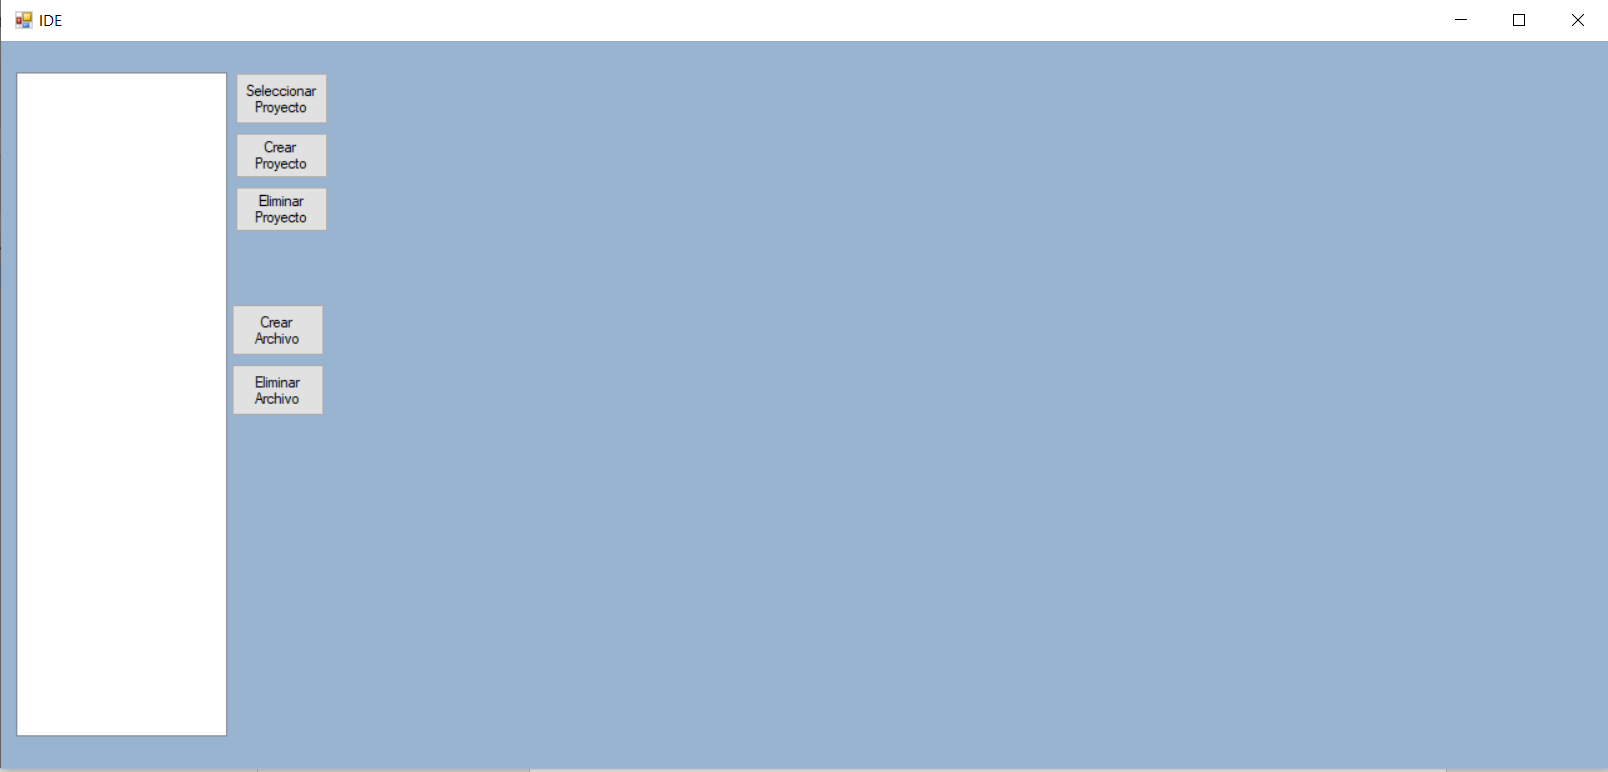 IDE
Seleccionar
Proyecto
Crear
Proyecto
Eliminar
Proyecto
Crear
Archivo
Eliminar
Archivo